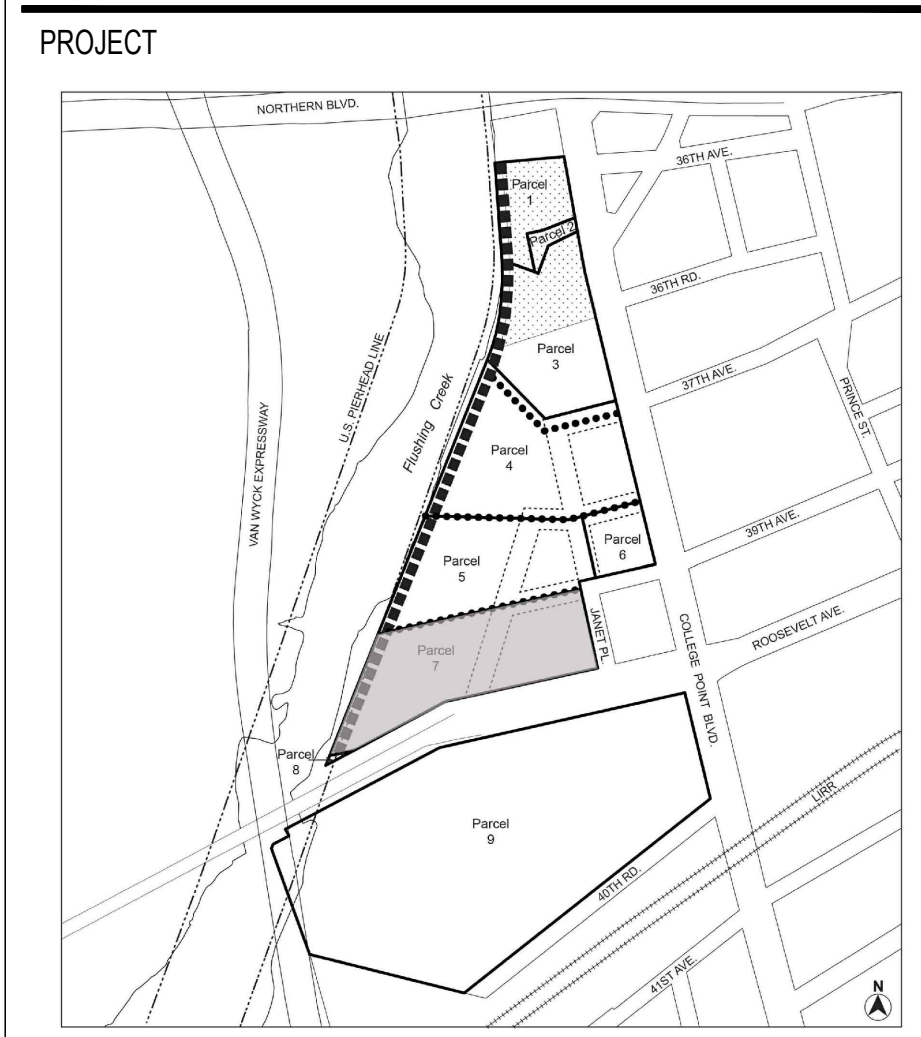 PROJECT
NORTHERN BLVD.
36TH AVE.
Parcel
1
Parcel 2
36TH RD.
U.S. PIERHEAD LINE
Flushing Creek
Parcel
3
37TH AVE.
PRINCE ST.
VAN WYCK EXPRESSWAY
Parcel
4
39TH AVE.
Parcel
5
Parcel
6
JANET PL.
COLLEGE POINT BLVD.
ROOSEVELT AVE.
Parcel
7
Parcel
8
LIRR
Parcel
9
40TH RD.
41ST AVE.
N